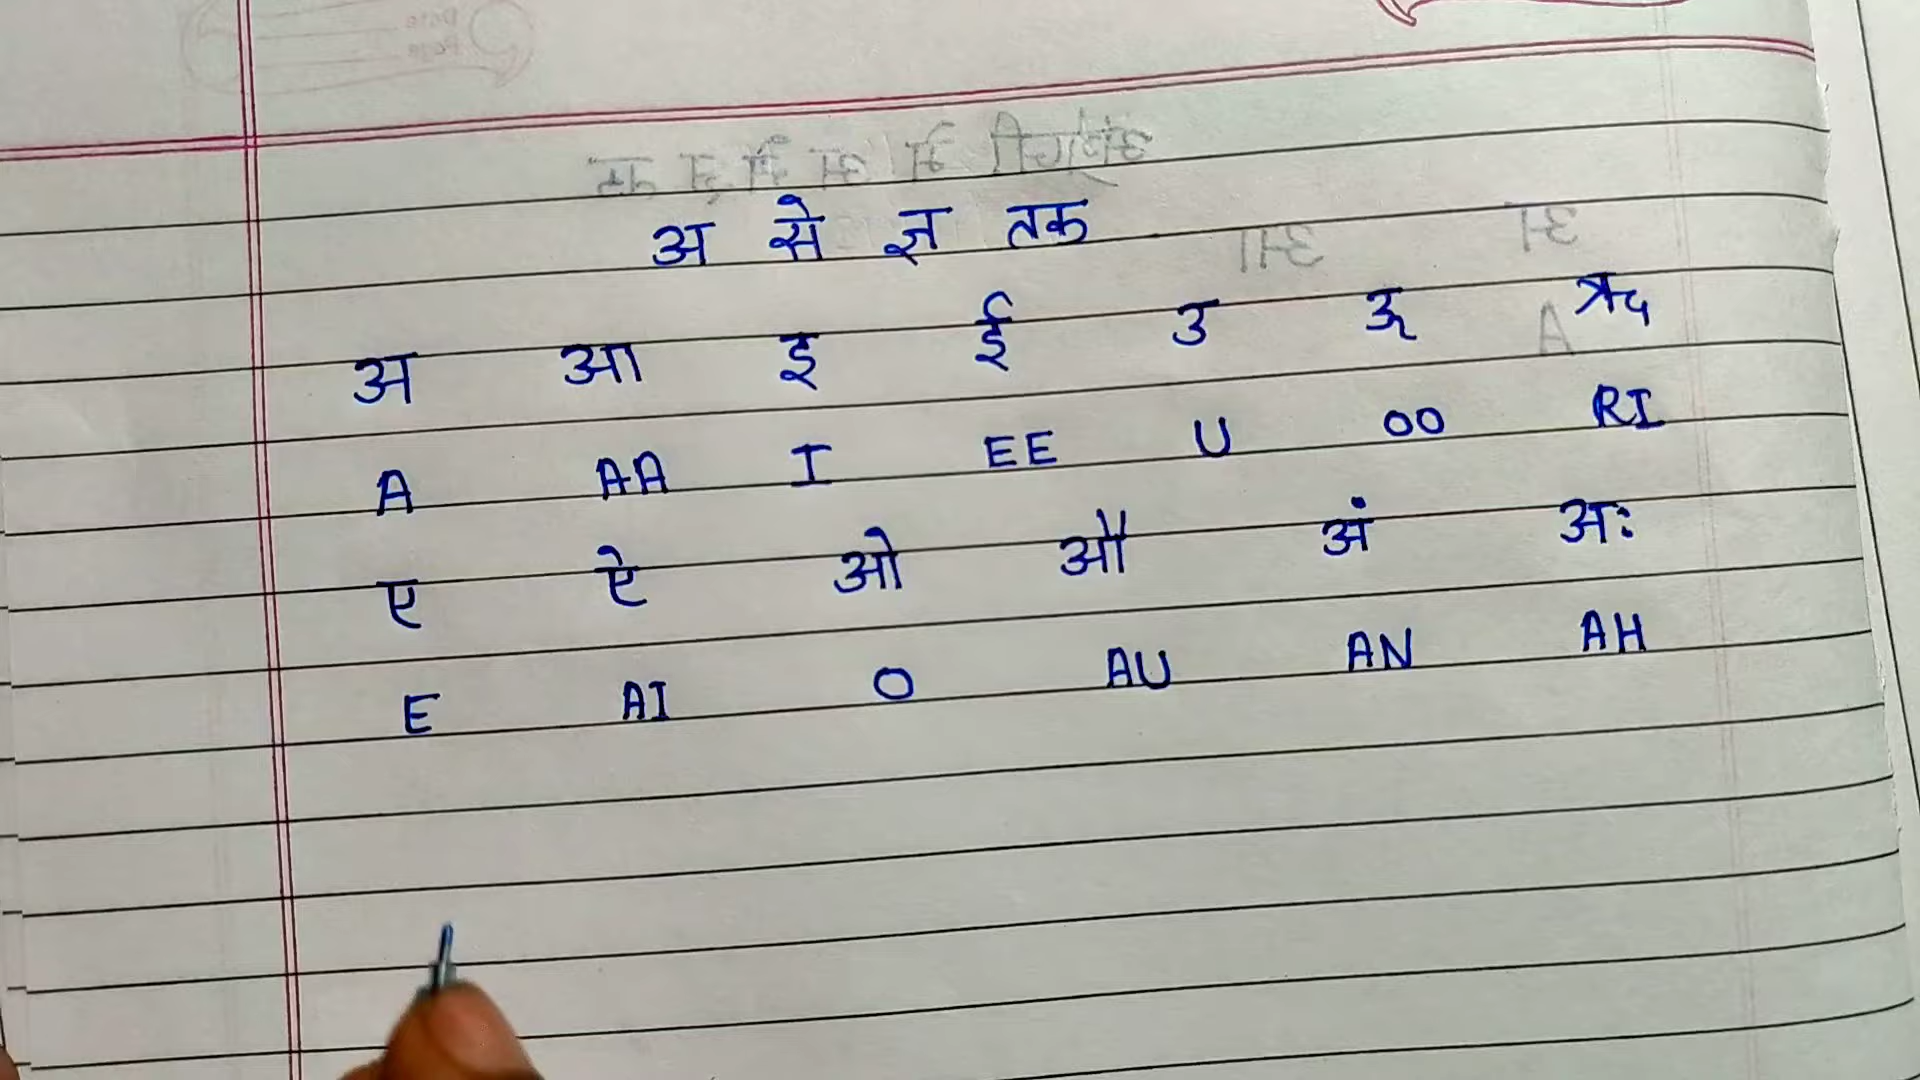 अ से ज्ञ तक
अ आ इ ई उ ऊ ऋ
A AA I EE U OO RI
ए ऐ ओ औ अं अः
E AI O AU AN AH